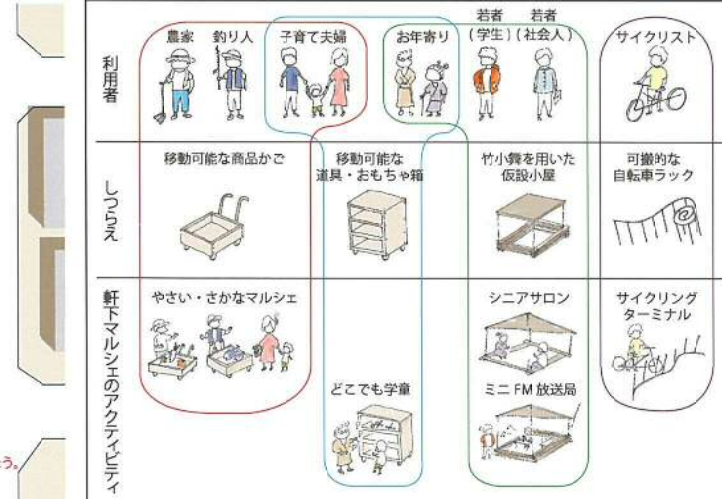 利用者
農家
釣り人
子育て夫婦
お年寄り
若者
(学生)
若者
(社会人)
サイクリスト
しつらえ
移動可能な商品かご
移動可能な
道具・おもちゃ箱
竹小舞を用いた
仮設小屋
可搬的な
自転車ラック
軒下マルシェのアクティビティ
やさい・さかなマルシェ
どこでも学童
シニアサロン
ミニ FM 放送局
サイクリング
ターミナル
う。